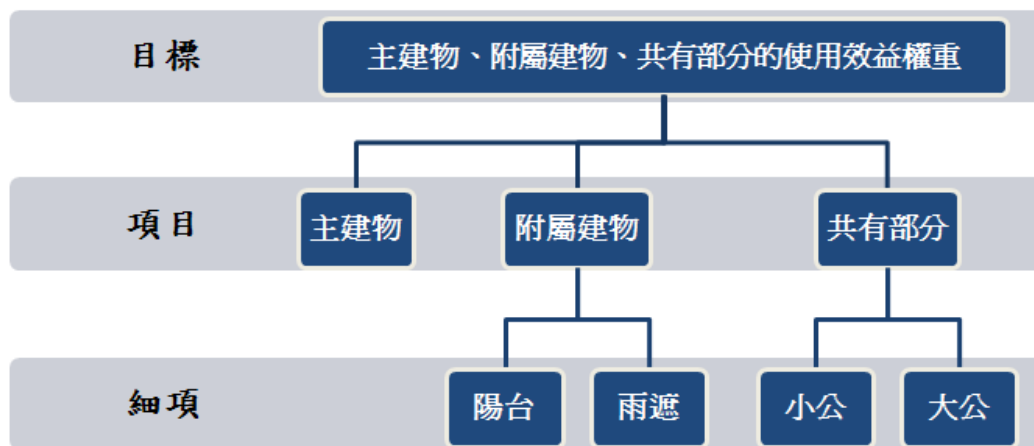 目標
主建物、附屬建物、共有部分的使用效益權重
項目
主建物
附屬建物
共有部分
細項
陽台
雨遮
小公
大公